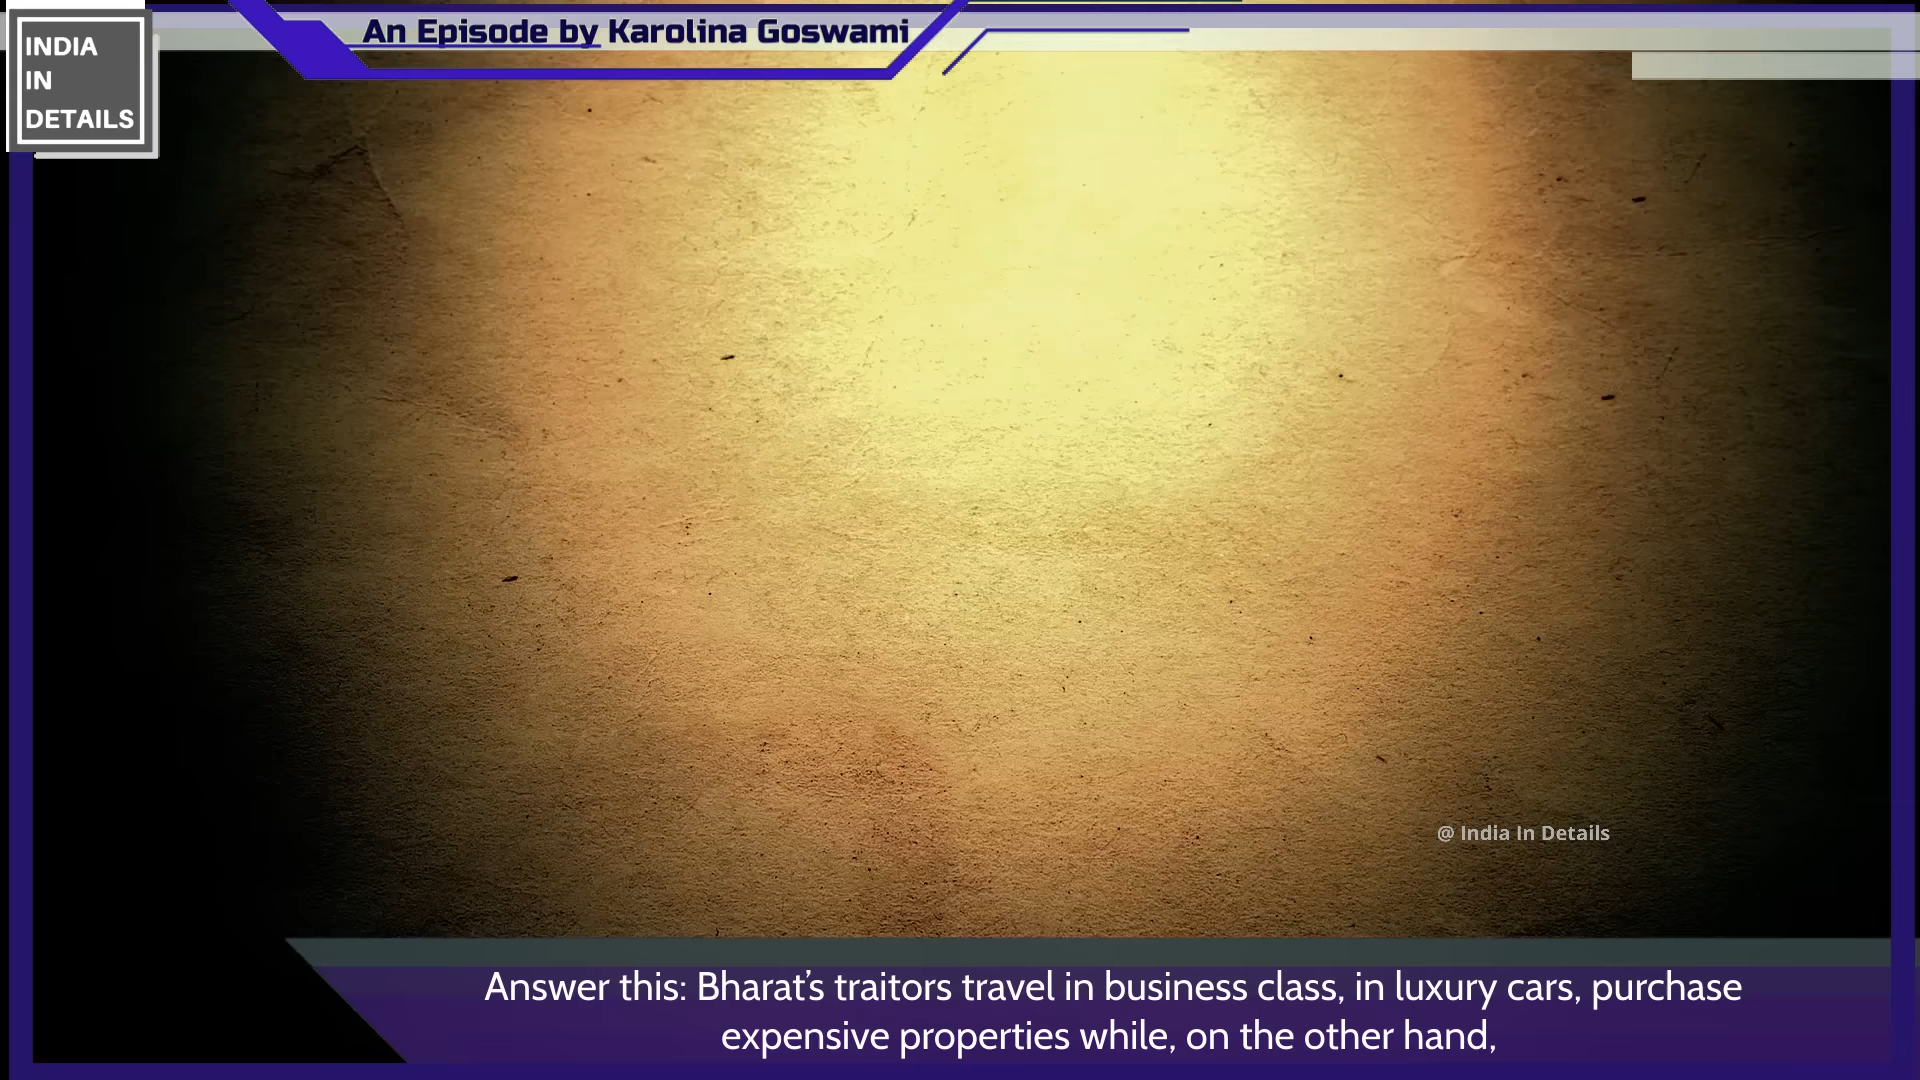 An Episode by Karolina Goswami
INDIA
IN
DETAILS
@ India In Details
Answer this: Bharat’s traitors travel in business class, in luxury cars, purchase
expensive properties while, on the other hand,